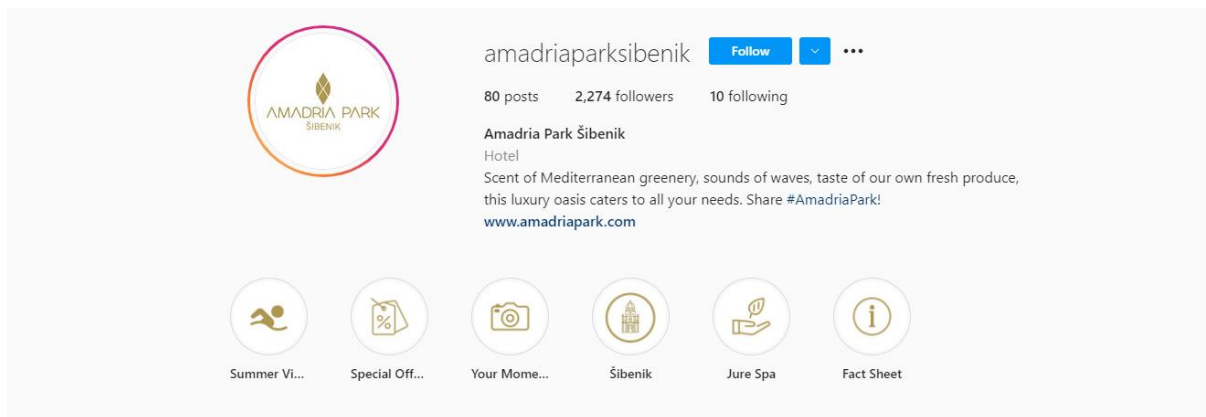 AMADRIA PARK
ŠIBENIK
amadriaparksibenik Follow
80 posts 2,274 followers 10 following
Amadria Park Šibenik
Hotel
Scent of Mediterranean greenery, sounds of waves, taste of our own fresh produce,
this luxury oasis caters to all your needs. Share #AmadriaPark!
www.amadriapark.com
%
i
Summer Vi... Special Off... Your Mome... Šibenik Jure Spa Fact Sheet